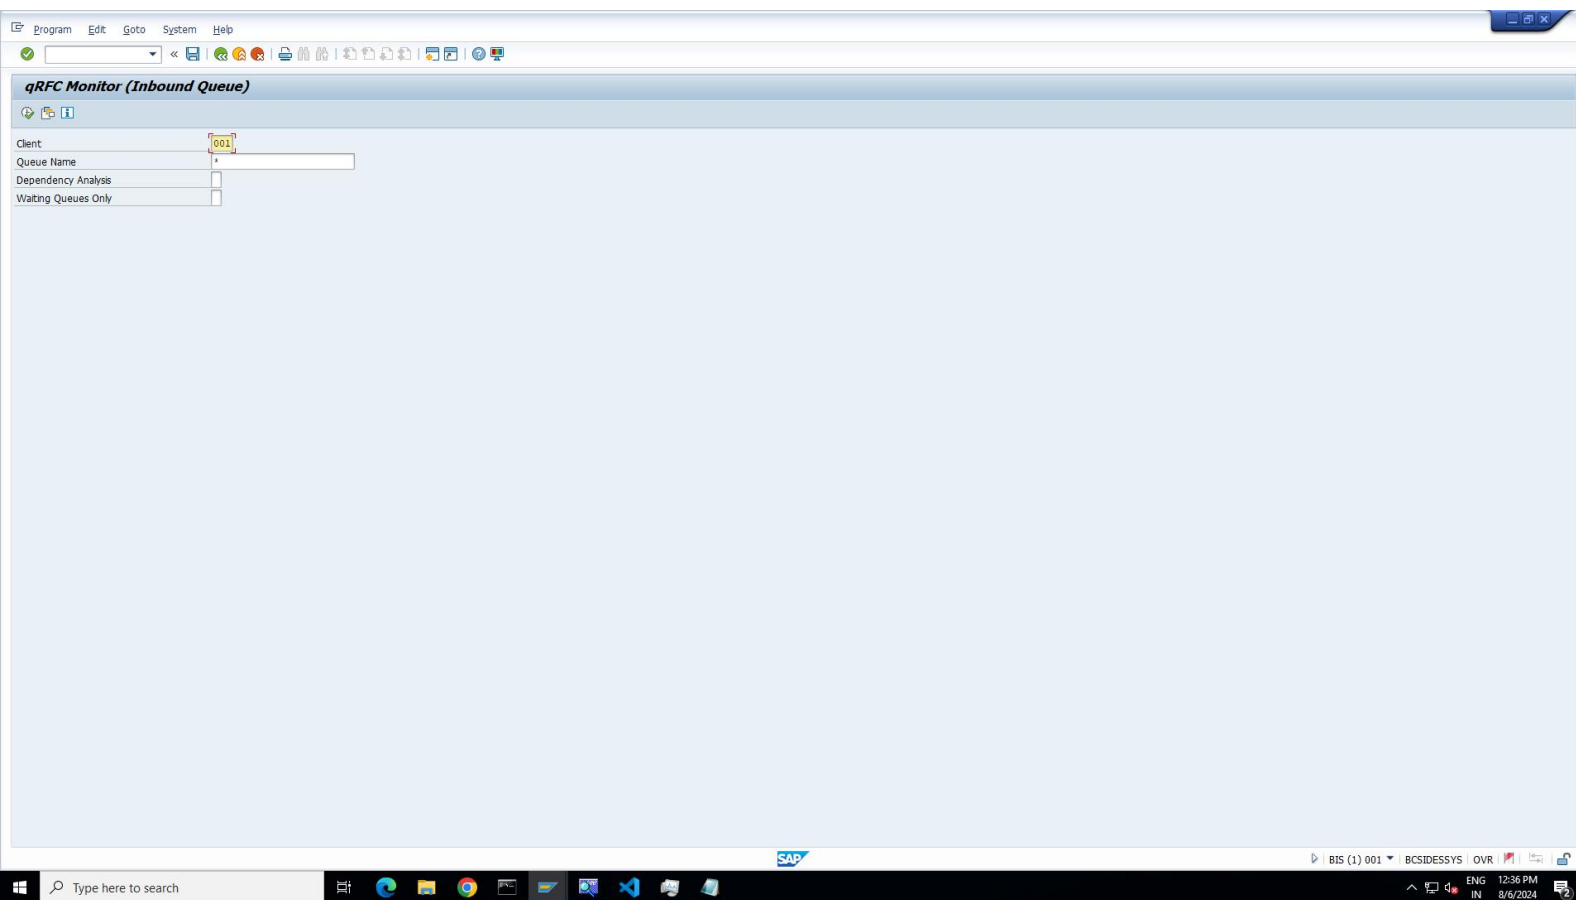 Program Edit Goto System Help
qRFC Monitor (Inbound Queue)
Client 001
Queue Name *
Dependency Analysis
Waiting Queues Only
SAP
BIS (1) 001 BCSIDESSYS OVR
Type here to search
ENG 12:36 PM
IN 8/6/2024
2